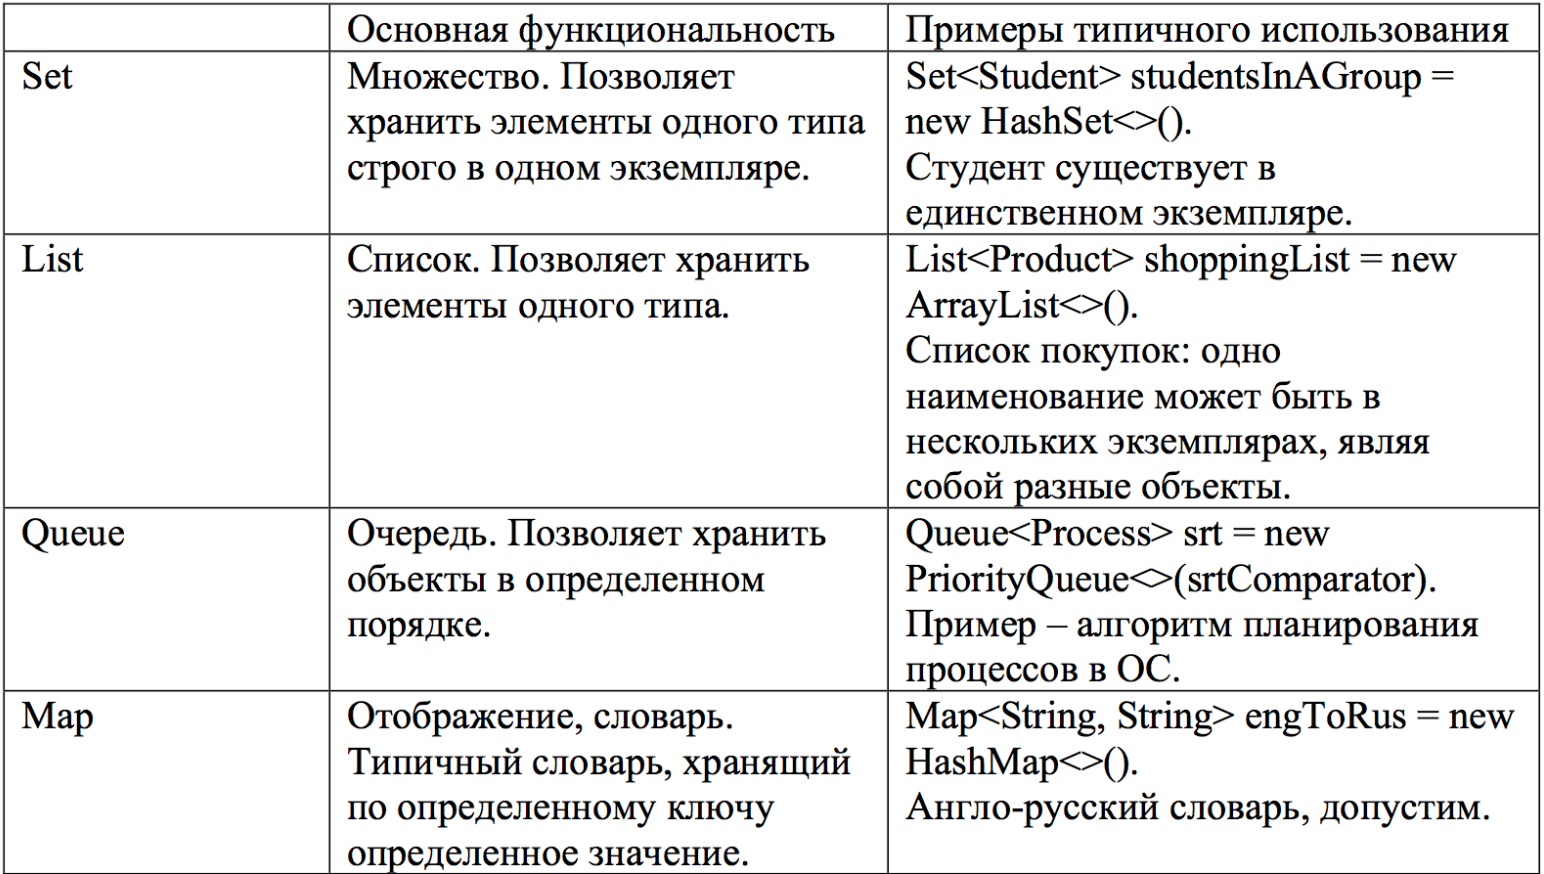 Основная функциональность
Примеры типичного использования
Set
Множество. Позволяет
хранить элементы одного типа
строго в одном экземпляре.
Set<Student> studentsInAGroup =
new HashSet<>().
Студент существует в
единственном экземпляре.
List
Список. Позволяет хранить
элементы одного типа.
List<Product> shoppingList = new
ArrayList<>().
Список покупок: одно
наименование может быть в
нескольких экземплярах, являя
собой разные объекты.
Queue
Очередь. Позволяет хранить
объекты в определенном
порядке.
Queue<Process> srt = new
PriorityQueue<>(srtComparator).
Пример – алгоритм планирования
процессов в ОС.
Map
Отображение, словарь.
Типичный словарь, хранящий
по определенному ключу
определенное значение.
Map<String, String> engToRus = new
HashMap<>().
Англо-русский словарь, допустим.